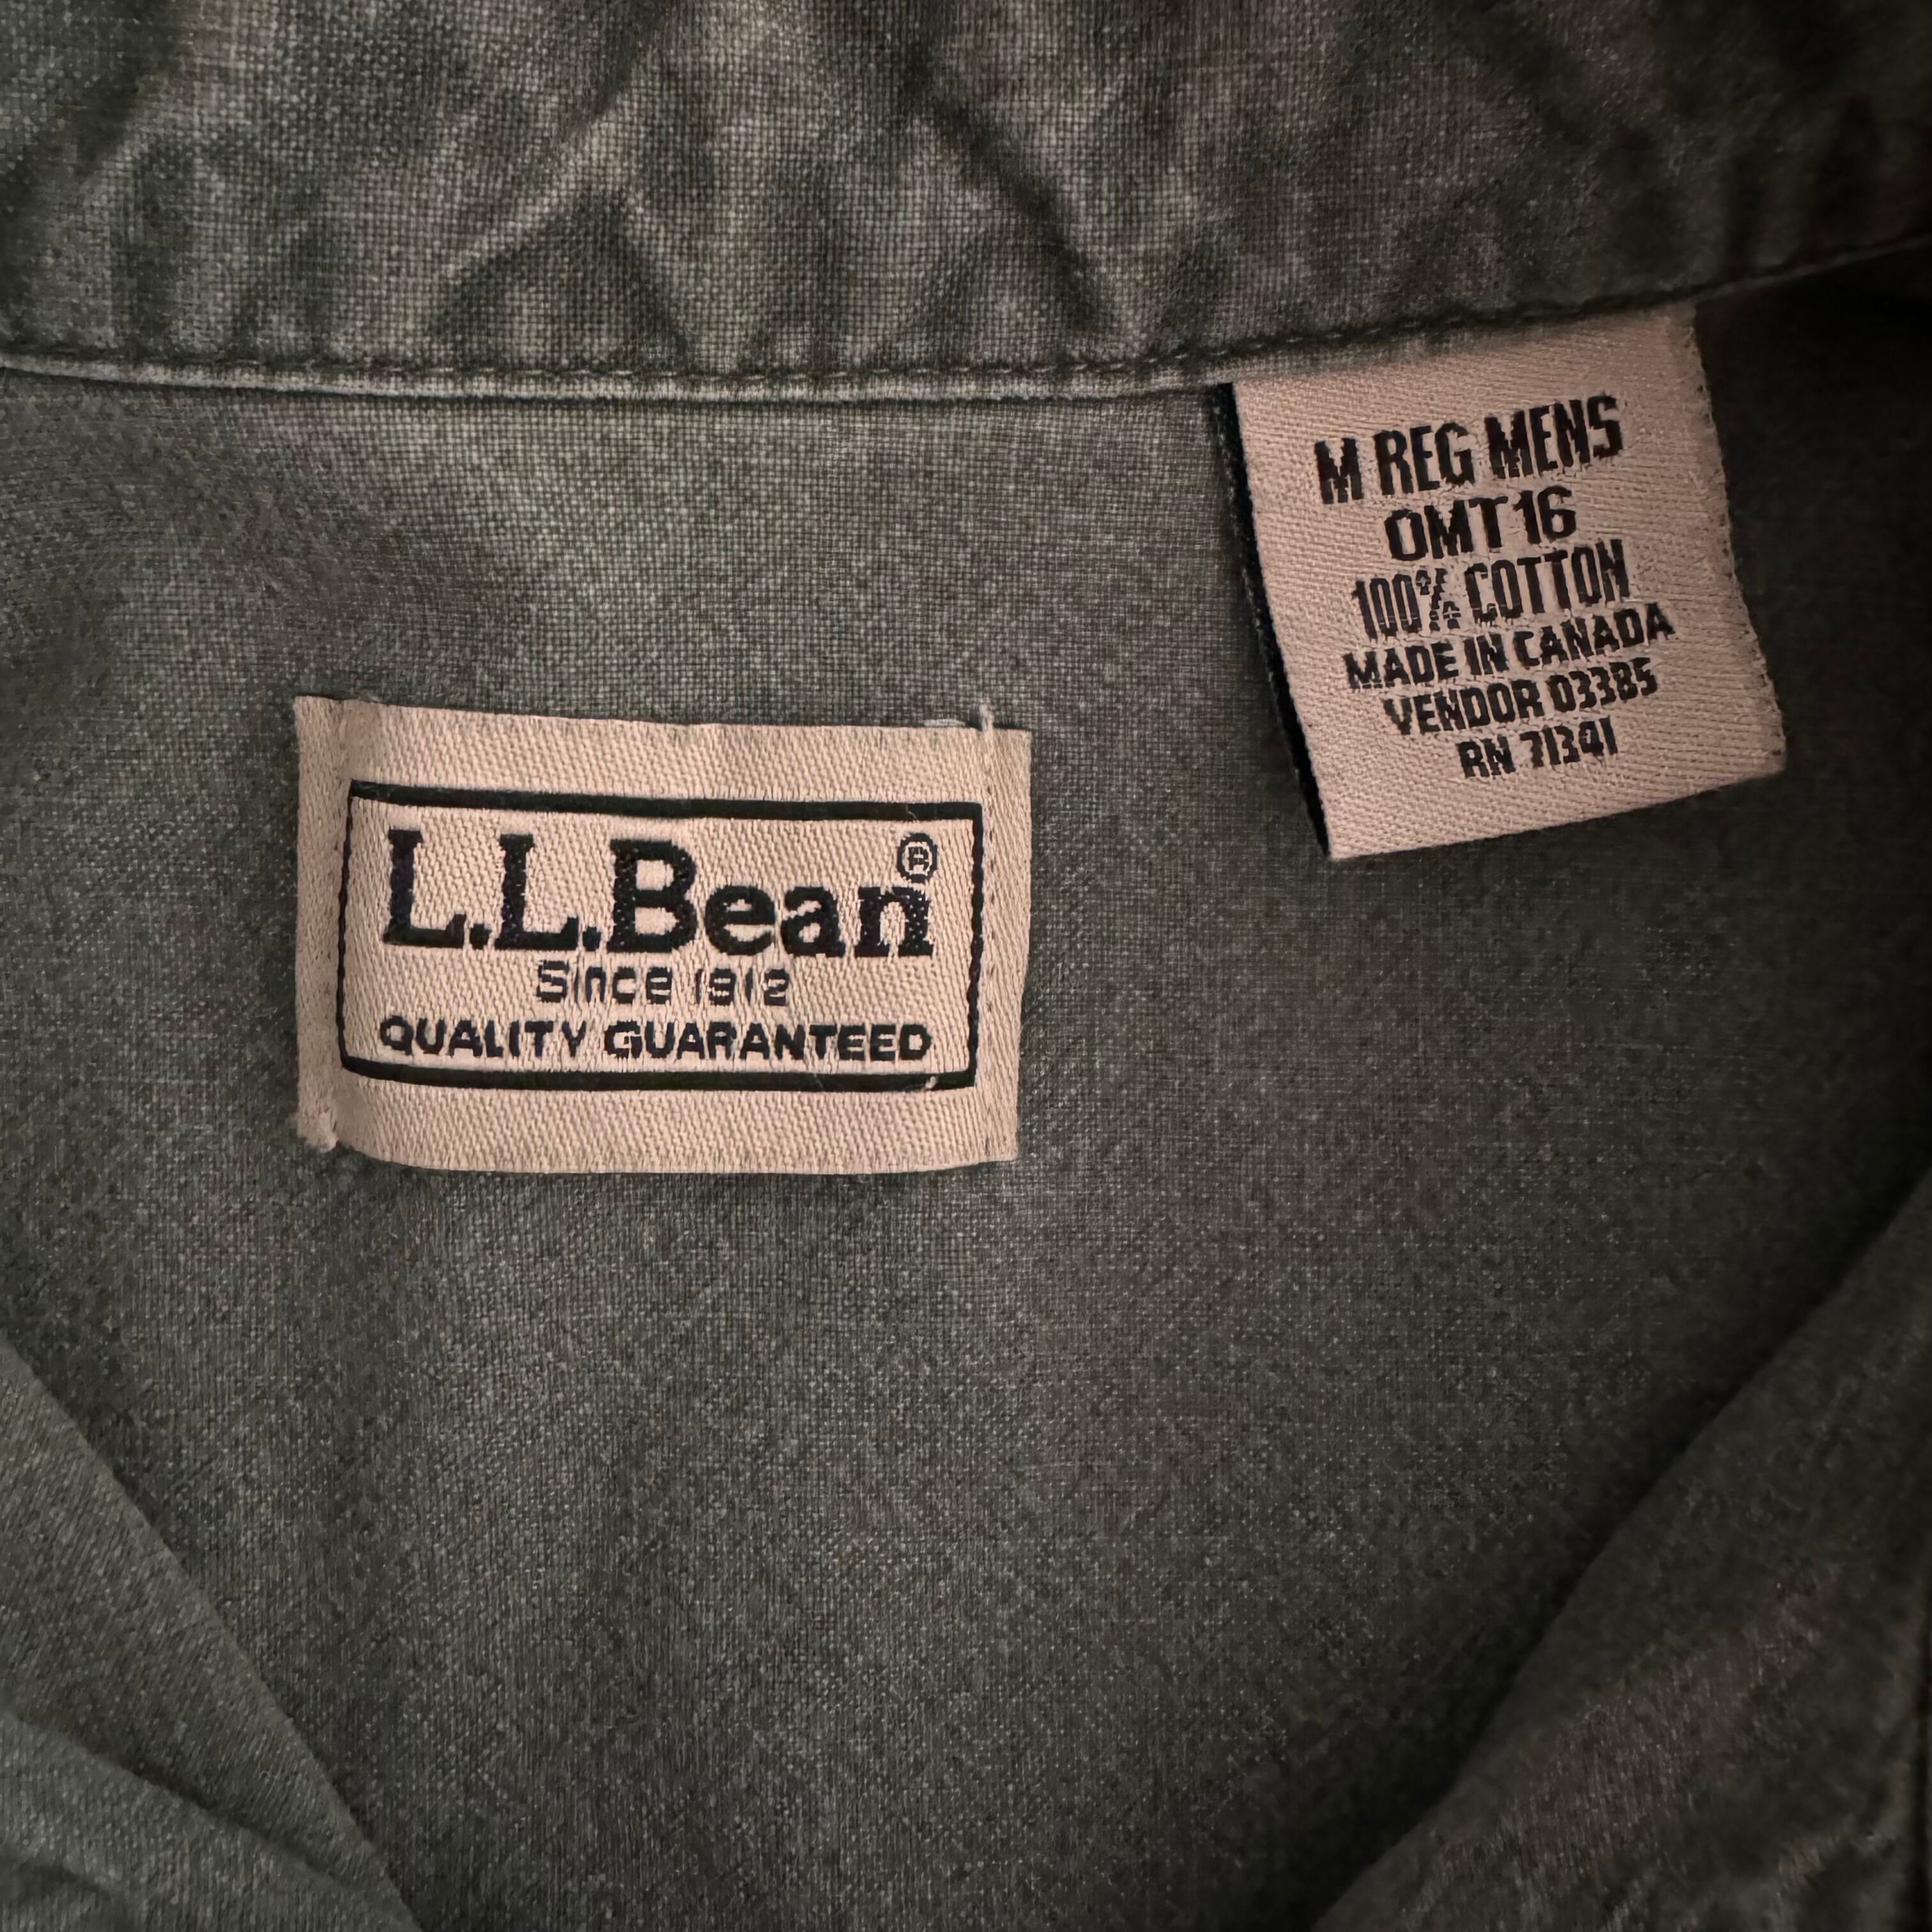 M REG MENS
OMT16
100% COTTON
MADE IN CANADA
VENDOR 03385
RN 71341
L.L.Bean®
Since 1912
QUALITY GUARANTEED